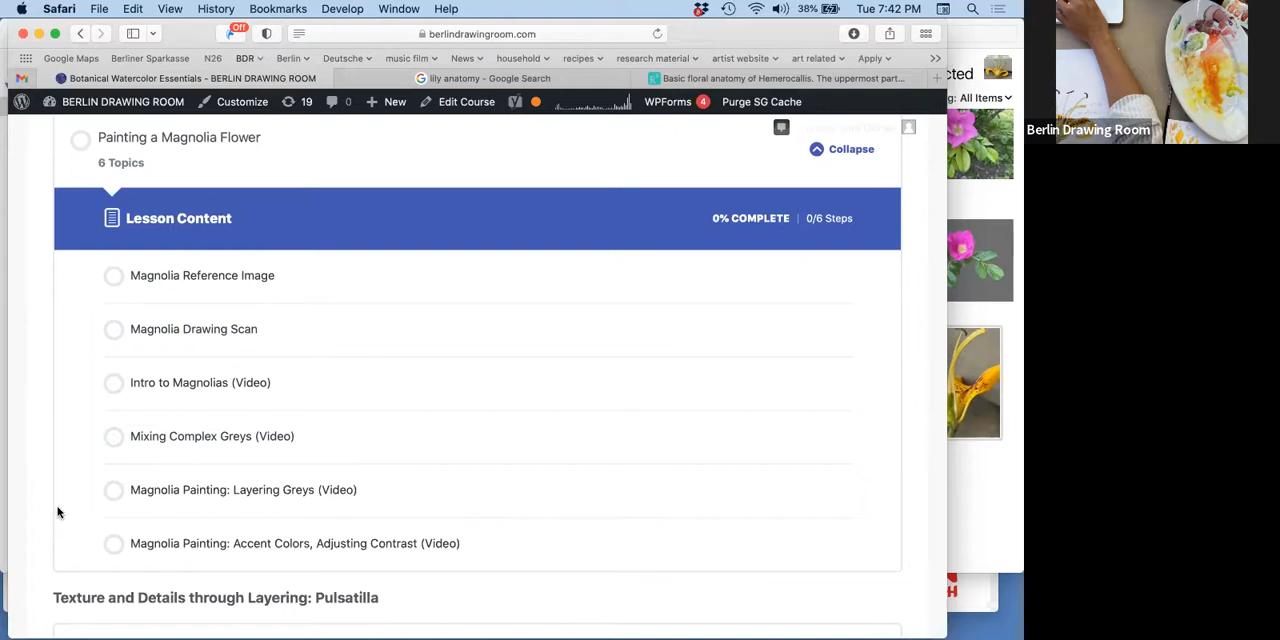 Safari File Edit View History Bookmarks Develop Window Help
8
38%
Tue 7:42 PM
Off
berlindrawingroom.com
Google Maps Berliner Sparkasse N26 BDR Berlin Deutsche music film News household recipes research material artist website art related Apply
Botanical Watercolor Essentials - BERLIN DRAWING ROOM
lily anatomy - Google Search
Basic floral anatomy of Hemerocallis. The uppermost part...
BERLIN DRAWING ROOM Customize 19 0 New Edit Course WPForms 4 Purge SG Cache
Painting a Magnolia Flower
6 Topics
Collapse
Lesson Content
0% COMPLETE | 0/6 Steps
Magnolia Reference Image
Magnolia Drawing Scan
Intro to Magnolias (Video)
Mixing Complex Greys (Video)
Magnolia Painting: Layering Greys (Video)
Magnolia Painting: Accent Colors, Adjusting Contrast (Video)
Texture and Details through Layering: Pulsatilla
cted
g: All Items
Berlin Drawing Room